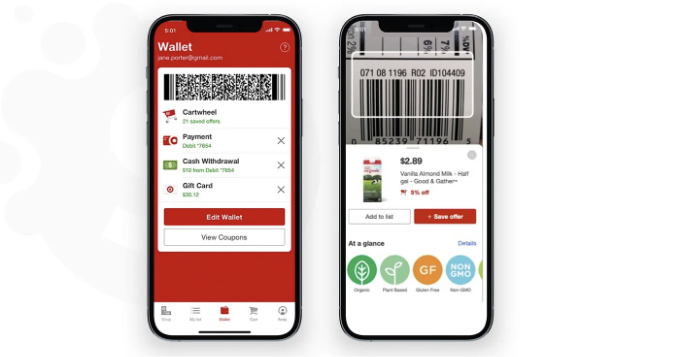 5:01
Wallet
?
jane.porter@gmail.com
Cartwheel
21 saved offers
Payment
Debit *7654
Cash Withdrawal
$10 from Debit *7654
Gift Card
$30.12
Edit Wallet
View Coupons
Shop
My list
Wallet
Cart
071 08 1196 R02 ID104409
0 85239 71196 5
$2.89
Vanilla Almond Milk - Half
gal - Good & Gather™
5% off
Add to list
+ Save offer
At a glance
Details
Organic
Plant Based
GF
Gluten Free
NON
GMO
Non-GMO